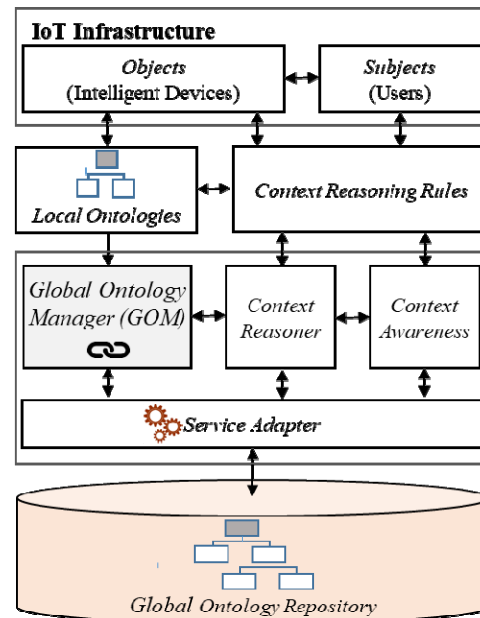 IoT Infrastructure
Objects
(Intelligent Devices)
Subjects
(Users)
Local Ontologies
Context Reasoning Rules
Global Ontology
Manager (GOM)
Context
Reasoner
Context
Awareness
Service Adapter
Global Ontology Repository